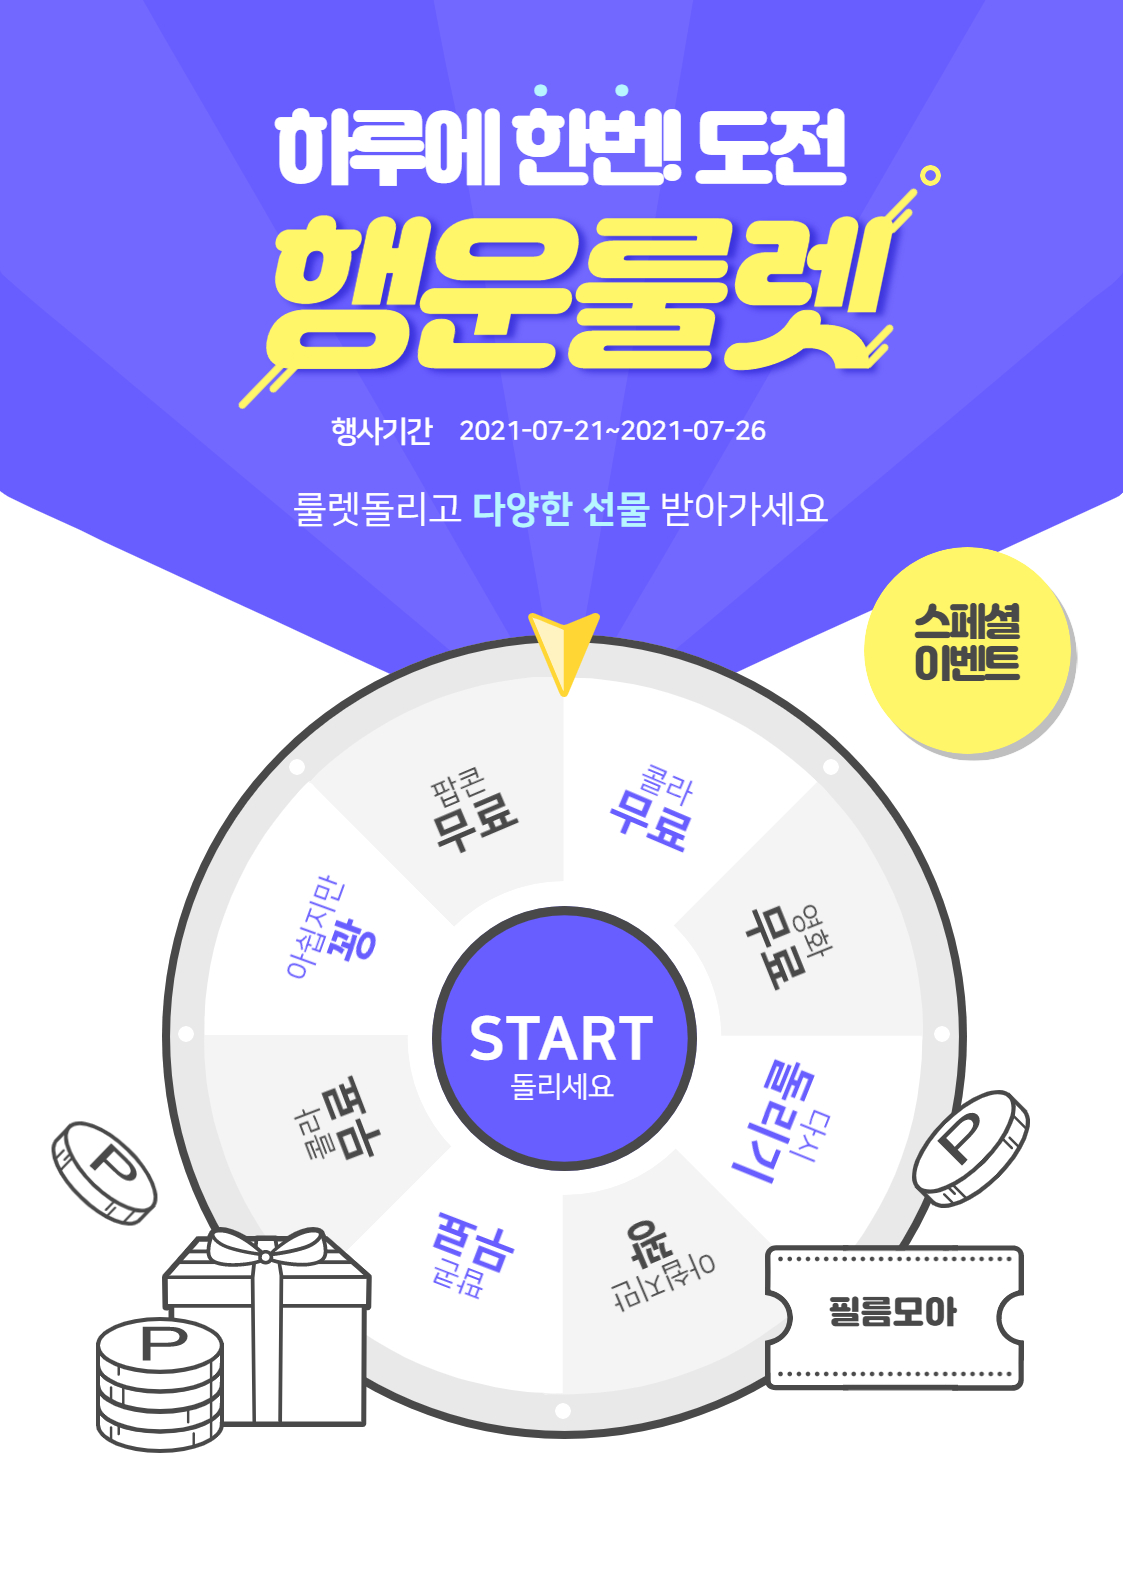 하루에 한번! 도전
행운룰렛
행사기간 2021-07-21~2021-07-26
룰렛돌리고 다양한 선물 받아가세요
스페셜
이벤트
콜라
무료
영화
무료
다시
돌리기
아쉽지만
꽝
팝콘
무료
콜라
무료
아쉽지만
꽝
팝콘
무료
START
돌리세요
P
P
P
필름모아